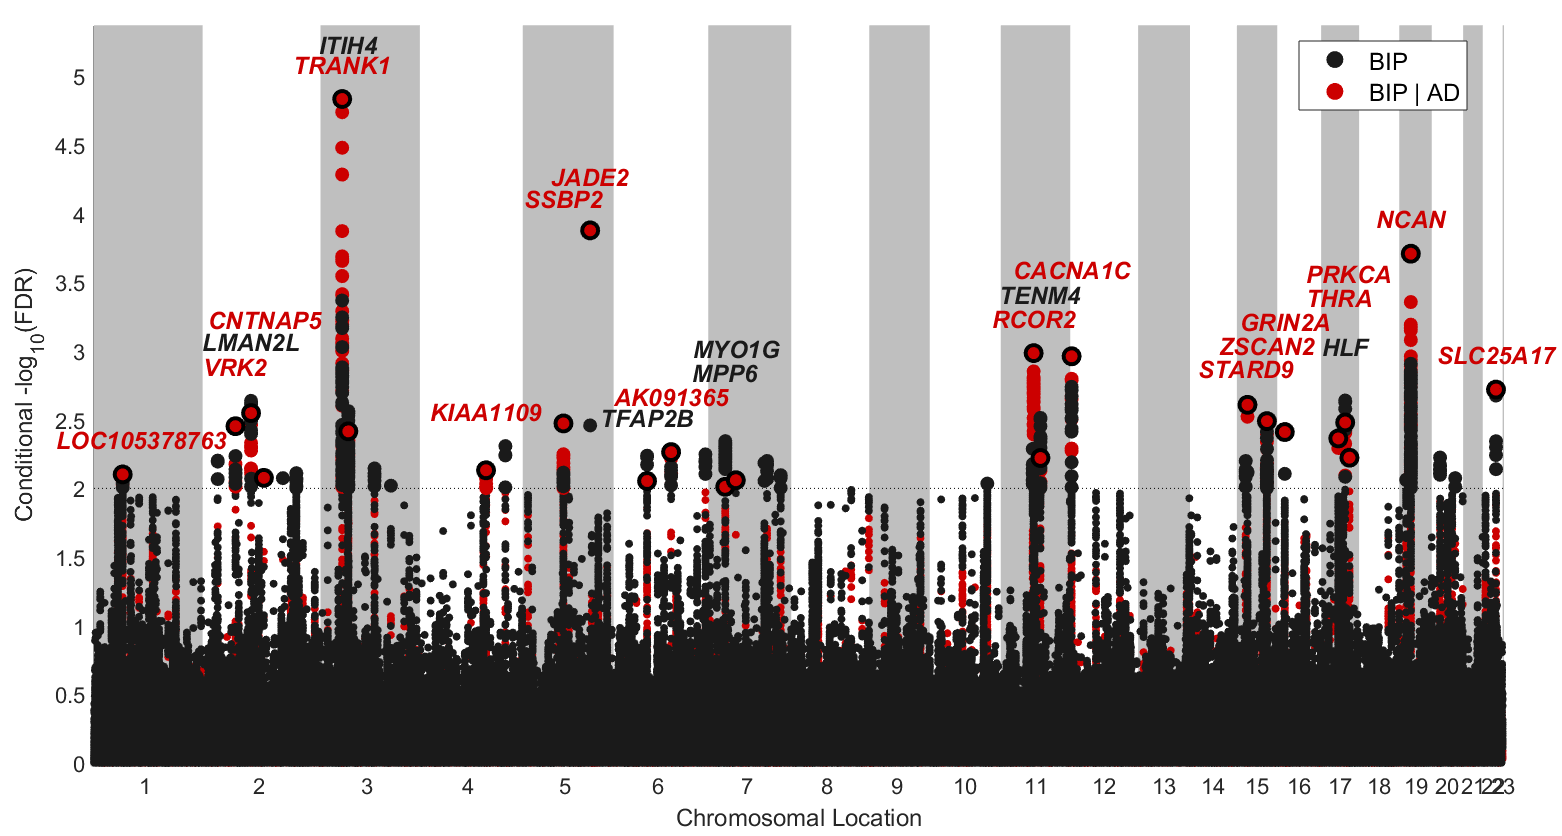 ITIH4
TRANK1
BIP
BIP | AD
5
4.5
4
3.5
3
2.5
2
1.5
1
0.5
0
Conditional -log10(FDR)
JADE2
SSBP2
NCAN
CACNA1C
TENM4
RCOR2
PRKCA
THRA
HLF
CNTNAP5
LMAN2L
VRK2
GRIN2A
ZSCAN2
STARD9
MYO1G
MPP6
SLC25A17
AK091365
TFAP2B
KIAA1109
LOC105378763
1 2 3 4 5 6 7 8 9 10 11 12 13 14 15 16 17 18 19 20 21 22 23
Chromosomal Location